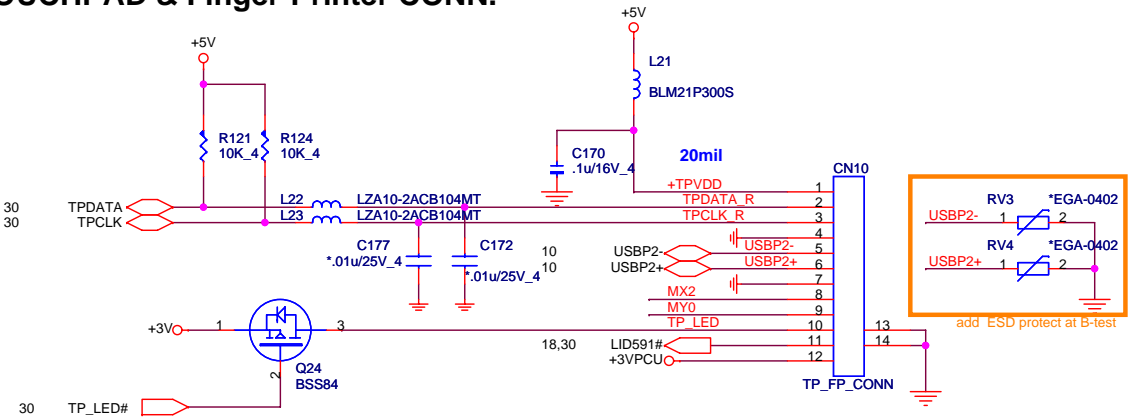 OUCHPAD & Finger Printer CONN.
+5V
+5V
L21
BLM21P300S
R121
10K_4
R124
10K_4
C170
.1u/16V_4
20mil
CN10
+TPVDD
1
30
TPDATA
L22
LZA10-2ACB104MT
TPDATA_R
2
30
TPCLK
L23
LZA10-2ACB104MT
TPCLK_R
3
4
C177
*.01u/25V_4
C172
*.01u/25V_4
10
USBP2-
USBP2-
5
10
USBP2+
USBP2+
6
7
MX2
8
MY0
9
TP_LED
10
18,30
LID591#
11
+3VPCU
12
13
14
TP_FP_CONN
+3V
1
3
2
Q24
BSS84
30
TP_LED#
RV3
*EGA-0402
USBP2-
1
2
RV4
*EGA-0402
USBP2+
1
2
add ESD protect at B-test